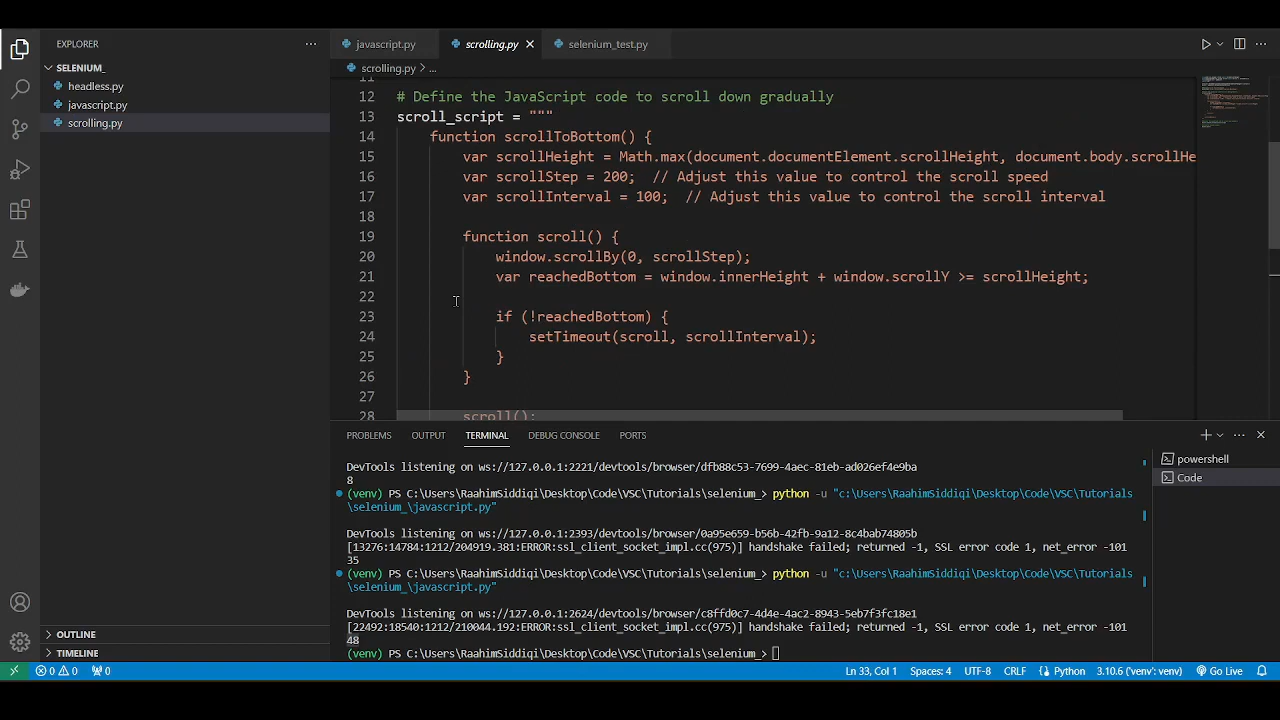 EXPLORER
SELENIUM_
headless.py
javascript.py
scrolling.py
OUTLINE
TIMELINE
javascript.py
scrolling.py
selenium_test.py
scrolling.py > ...
11
12 # Define the JavaScript code to scroll down gradually
13 scroll_script = """
14 function scrollToBottom() {
15 var scrollHeight = Math.max(document.documentElement.scrollHeight, document.body.scrollHe
16 var scrollStep = 200; // Adjust this value to control the scroll speed
17 var scrollInterval = 100; // Adjust this value to control the scroll interval
18
19 function scroll() {
20 window.scrollBy(0, scrollStep);
21 var reachedBottom = window.innerHeight + window.scrollY >= scrollHeight;
22
23 if (!reachedBottom) {
24 setTimeout(scroll, scrollInterval);
25 }
26 }
27
28 scroll();
PROBLEMS OUTPUT TERMINAL DEBUG CONSOLE PORTS
powershell
Code
DevTools listening on ws://127.0.0.1:2221/devtools/browser/dfb88c53-7699-4aec-81eb-ad026ef4e9ba
8
(venv) PS C:\Users\RaahimSiddiqi\Desktop\Code\VSC\Tutorials\selenium_> python -u "c:\Users\RaahimSiddiqi\Desktop\Code\VSC\Tutorials
\selenium_\javascript.py"
DevTools listening on ws://127.0.0.1:2393/devtools/browser/0a95e659-b56b-42fb-9a12-8c4bab74805b
[13276:14784:1212/204919.381:ERROR:ssl_client_socket_impl.cc(975)] handshake failed; returned -1, SSL error code 1, net_error -101
35
(venv) PS C:\Users\RaahimSiddiqi\Desktop\Code\VSC\Tutorials\selenium_> python -u "c:\Users\RaahimSiddiqi\Desktop\Code\VSC\Tutorials
\selenium_\javascript.py"
DevTools listening on ws://127.0.0.1:2624/devtools/browser/c8ffd0c7-4d4e-4ac2-8943-5eb7f3fc18e1
[22492:18540:1212/210044.192:ERROR:ssl_client_socket_impl.cc(975)] handshake failed; returned -1, SSL error code 1, net_error -101
48
(venv) PS C:\Users\RaahimSiddiqi\Desktop\Code\VSC\Tutorials\selenium_>
0 0 0 Ln 33, Col 1 Spaces: 4 UTF-8 CRLF Python 3.10.6 ('venv': venv) Go Live